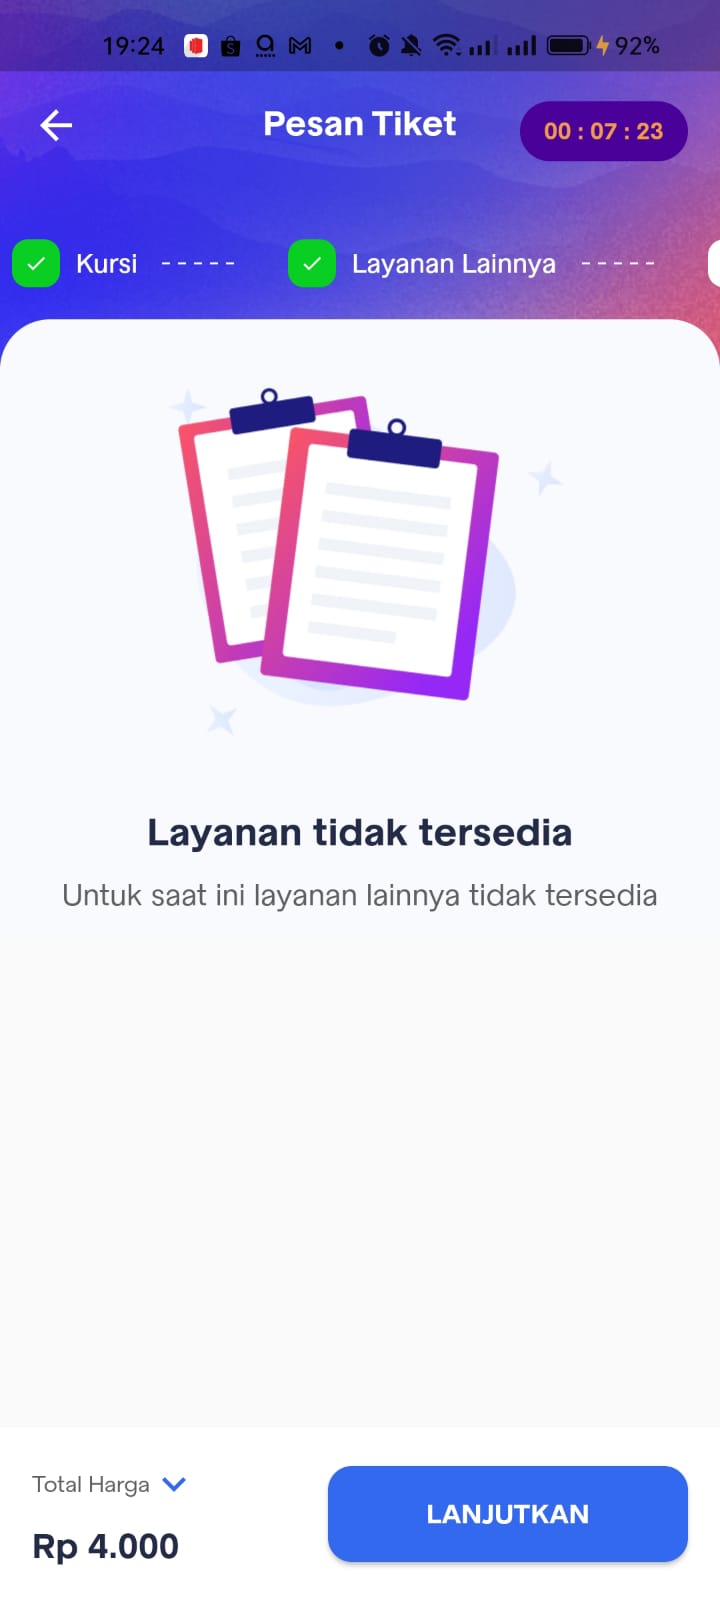 19:24
92%
Pesan Tiket
00 : 07 : 23
Kursi
Layanan Lainnya
Layanan tidak tersedia
Untuk saat ini layanan lainnya tidak tersedia
Total Harga
Rp 4.000
LANJUTKAN